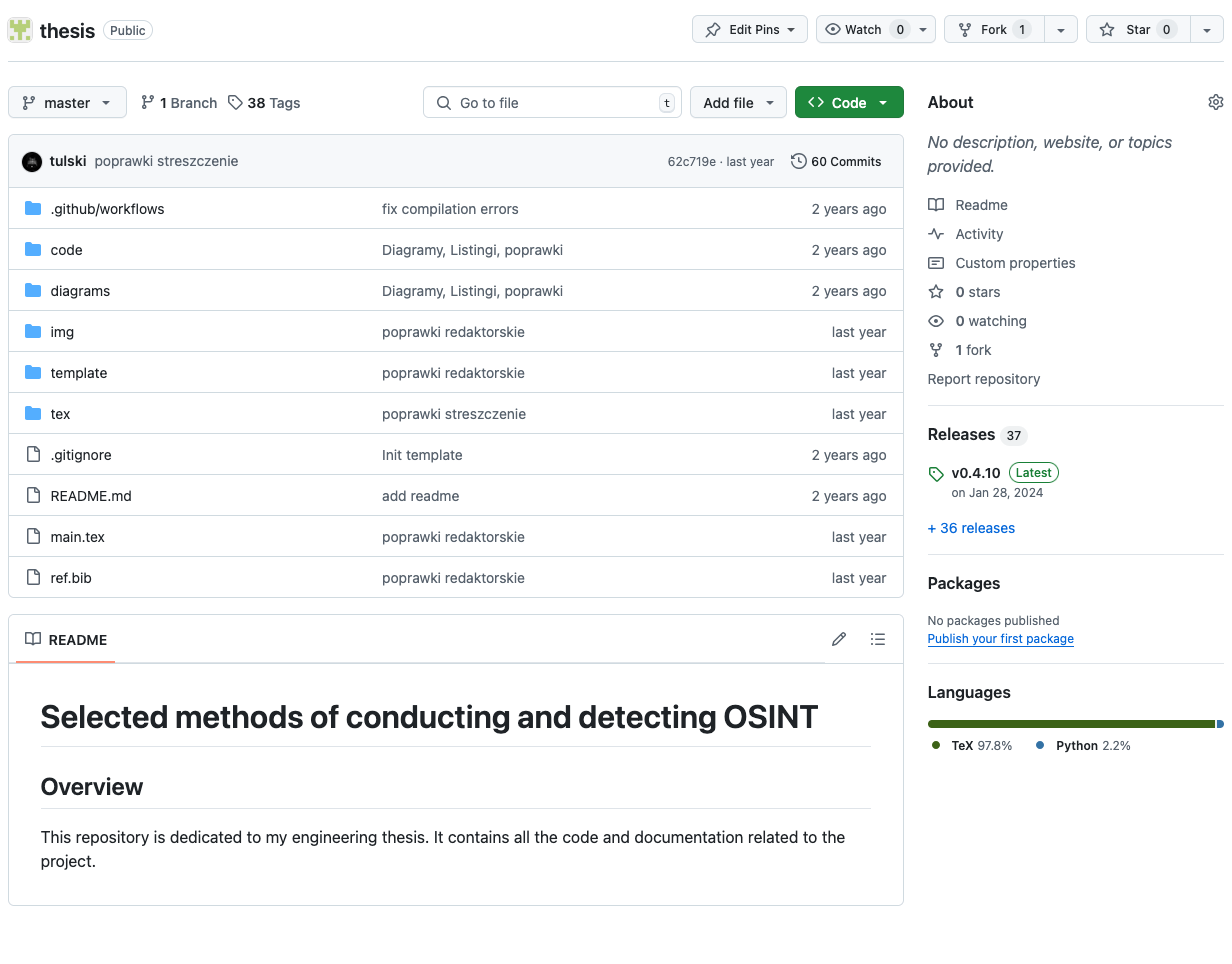 thesis Public Edit Pins Watch 0 Fork 1 Star 0
master 1 Branch 38 Tags Go to file t Add file Code
tulski poprawki streszczenie 62c719e · last year 60 Commits
.github/workflows fix compilation errors 2 years ago
code Diagramy, Listingi, poprawki 2 years ago
diagrams Diagramy, Listingi, poprawki 2 years ago
img poprawki redaktorskie last year
template poprawki redaktorskie last year
tex poprawki streszczenie last year
.gitignore Init template 2 years ago
README.md add readme 2 years ago
main.tex poprawki redaktorskie last year
ref.bib poprawki redaktorskie last year
README
Selected methods of conducting and detecting OSINT
Overview
This repository is dedicated to my engineering thesis. It contains all the code and documentation related to the
project.
About
No description, website, or topics
provided.
Readme
Activity
Custom properties
0 stars
0 watching
1 fork
Report repository
Releases 37
v0.4.10 Latest
on Jan 28, 2024
+ 36 releases
Packages
No packages published
Publish your first package
Languages
TeX 97.8% Python 2.2%